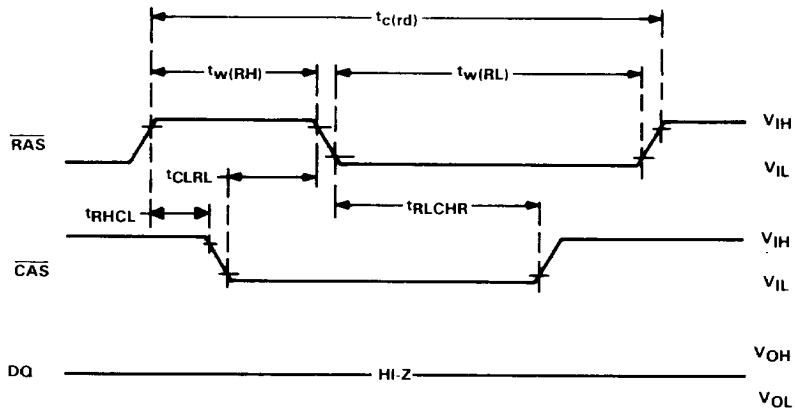 tc(rd)
tw(RH)
tw(RL)
RAS
VIH
VIL
tCLRL
tRHCL
tRLCHR
CAS
VIH
VIL
DQ
HI-Z
VOH
VOL